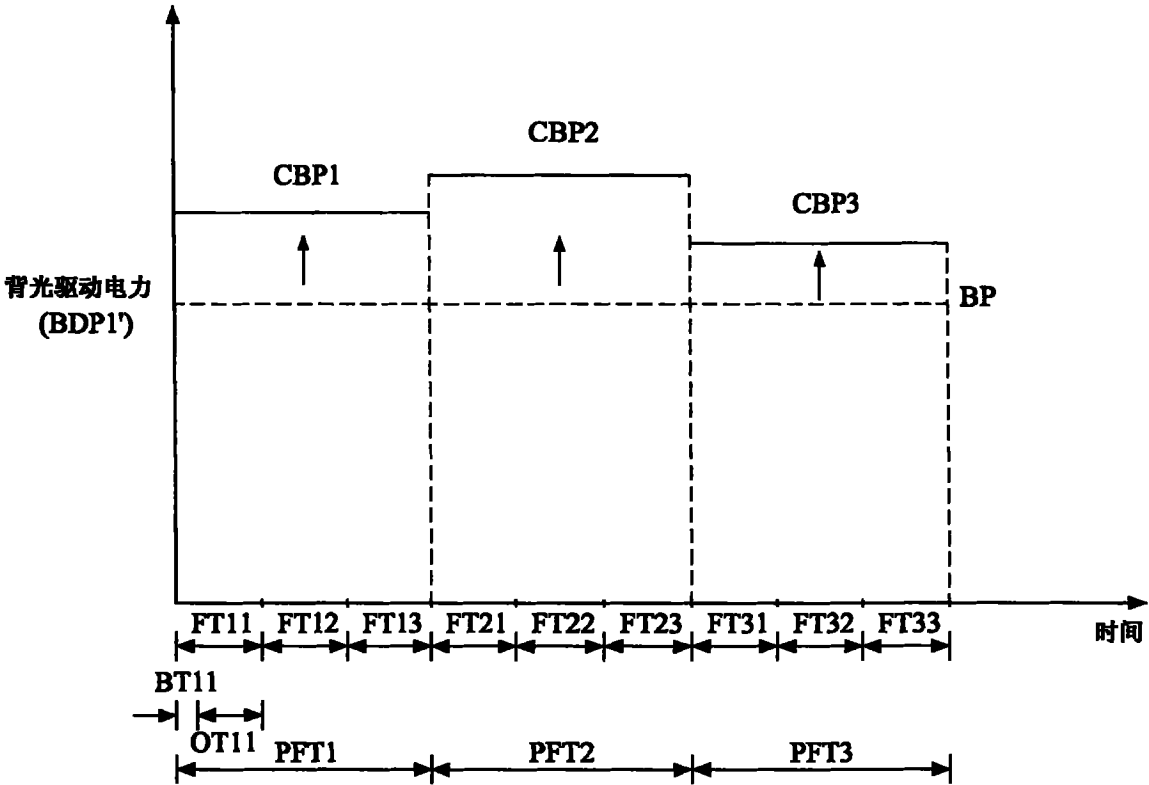 CBP2
CBP1
CBP3
背光驱动电力
(BDP1')
BP
FT11 FT12 FT13 FT21 FT22 FT23 FT31 FT32 FT33
时间
BT11
OT11
PFT1 PFT2 PFT3